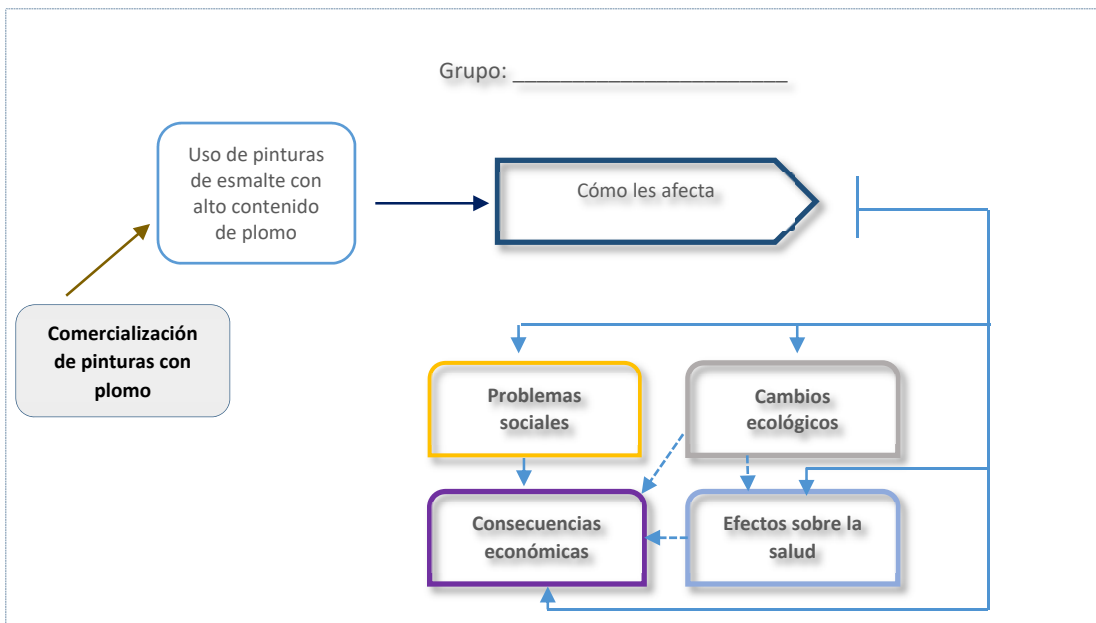 Grupo: ________________________
Uso de pinturas
de esmalte con
alto contenido
de plomo
Cómo les afecta
Comercialización
de pinturas con
plomo
Problemas
sociales
Cambios
ecológicos
Consecuencias
económicas
Efectos sobre la
salud